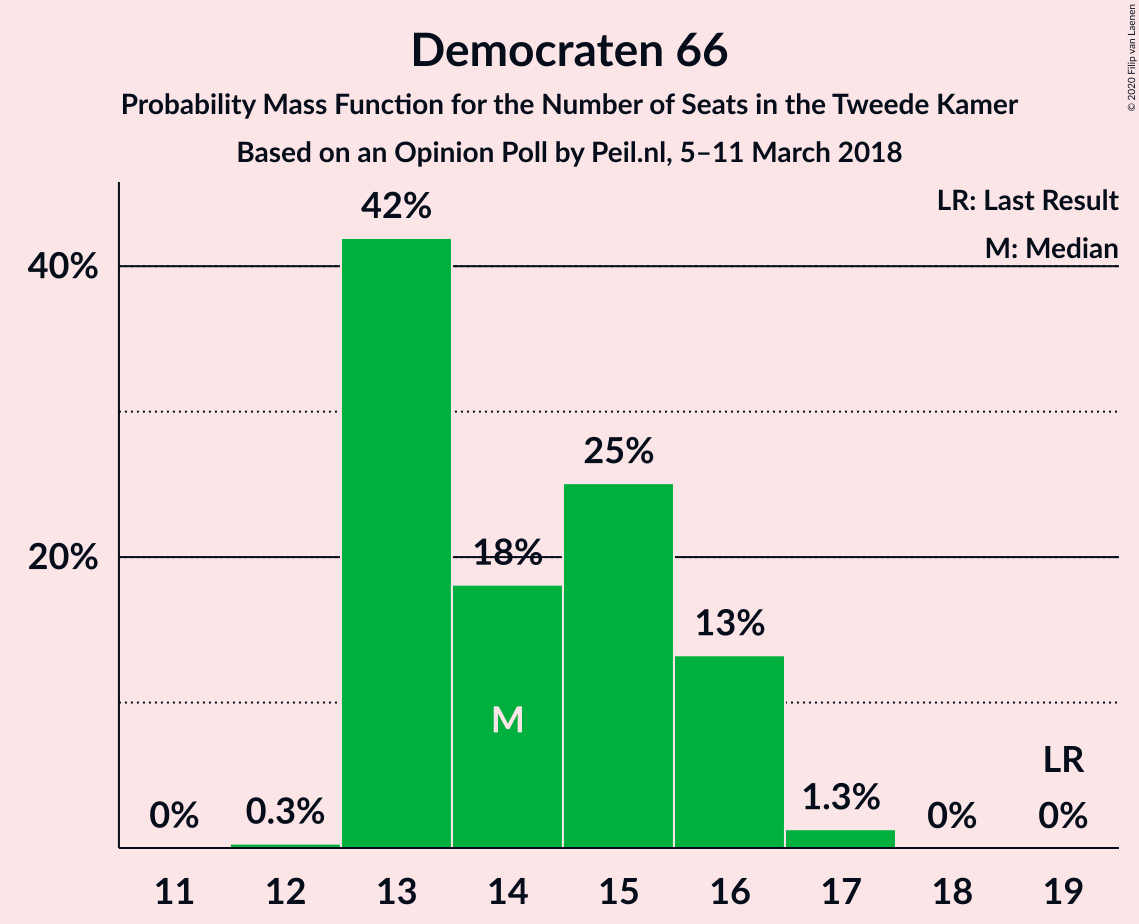 Democraten 66
Probability Mass Function for the Number of Seats in the Tweede Kamer
Based on an Opinion Poll by Peil.nl, 5–11 March 2018
© 2020 Filip van Laenen
LR: Last Result
M: Median
40%
20%
0%
0.3%
42%
18%
25%
13%
1.3%
0%
LR
0%
M
11 12 13 14 15 16 17 18 19